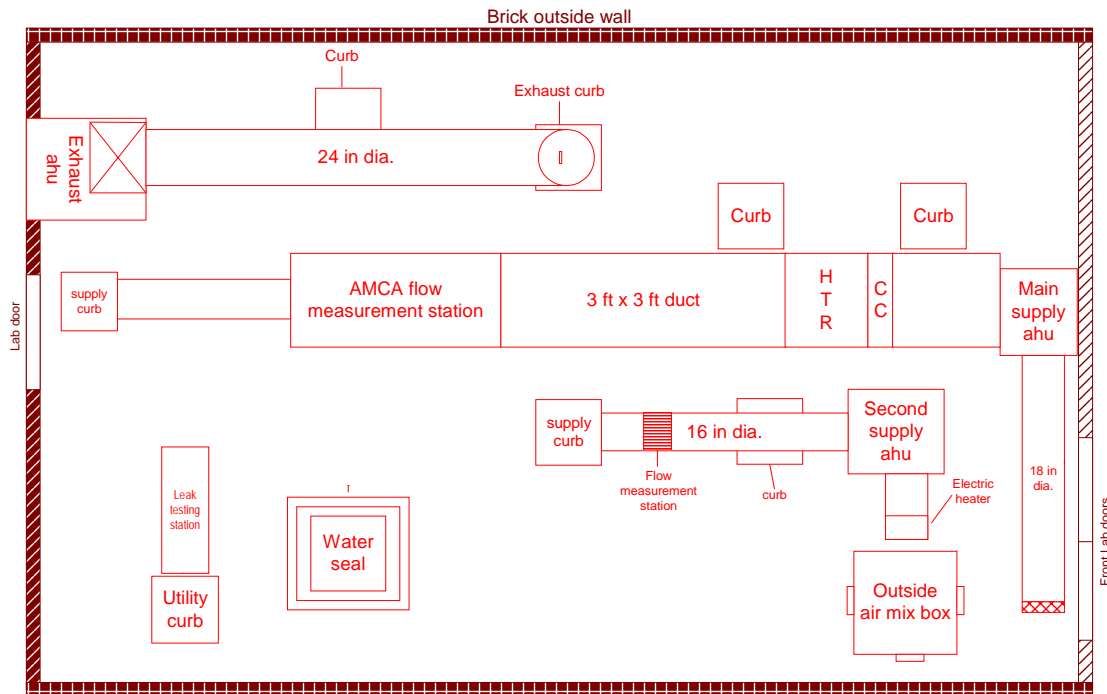 Brick outside wall
Curb
Exhaust curb
Exhaust
ahu
24 in dia.
Curb
Curb
supply
curb
AMCA flow
measurement station
3 ft x 3 ft duct
H
T
R
C
C
Main
supply
ahu
Lab door
supply
curb
16 in dia.
Second
supply
ahu
Flow
measurement
station
curb
Electric
heater
18 in
dia.
Leak
testing
station
Water
seal
Utility
curb
Outside
air mix box
Front Lab doors